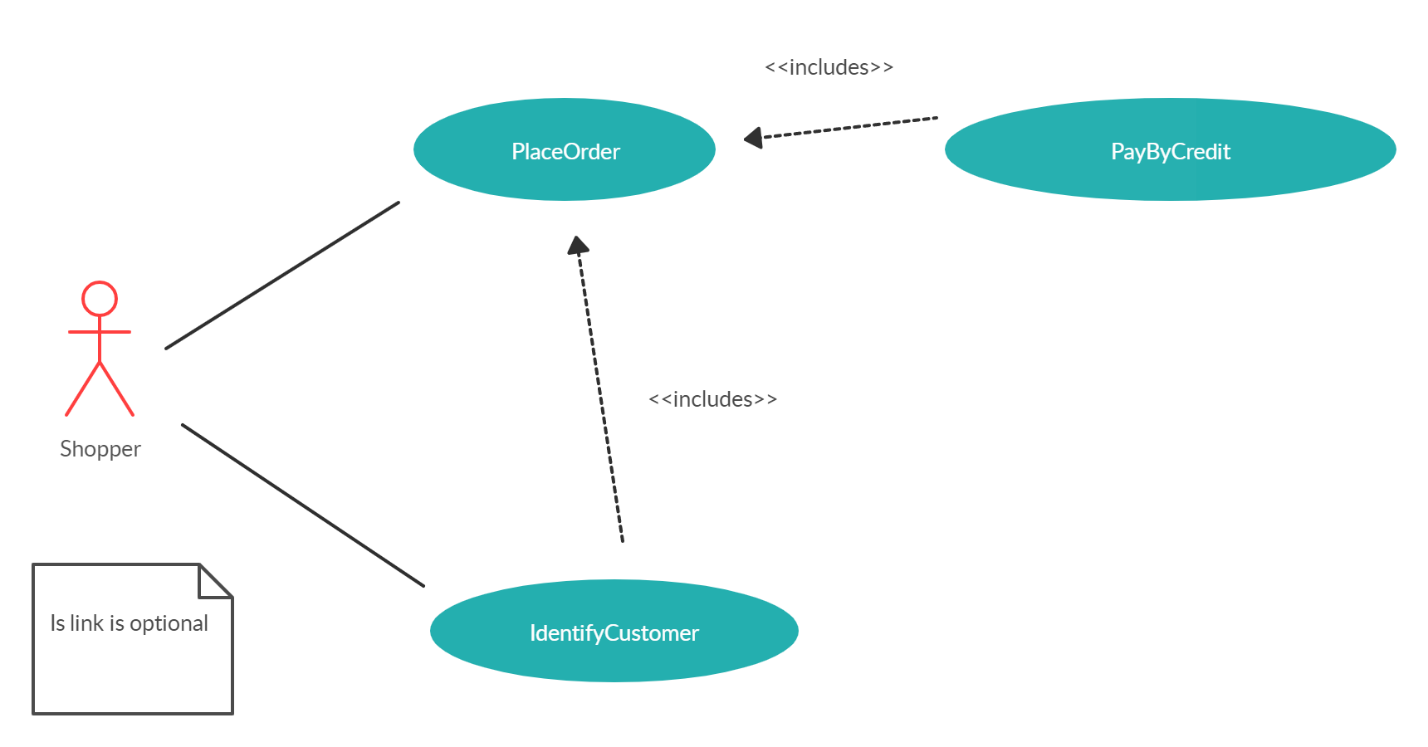 <<includes>>
PlaceOrder
PayByCredit
<<includes>>
Shopper
Is link is optional
IdentifyCustomer